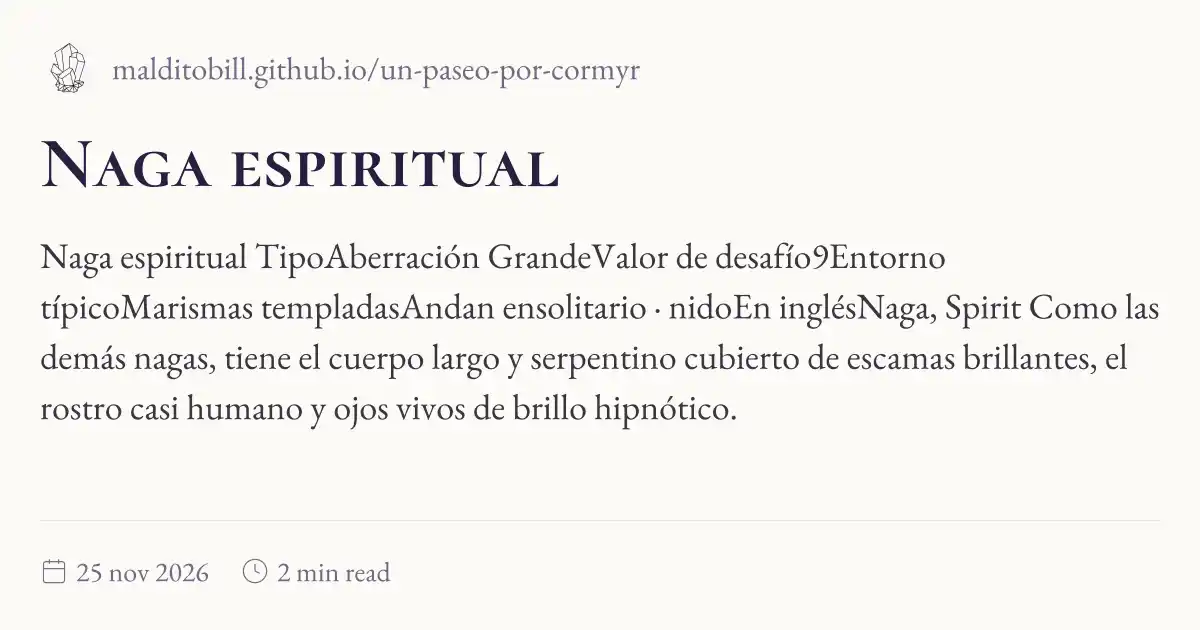 malditobill.github.io/un-paseo-por-cormyr
Naga espiritual
Naga espiritual TipoAberración GrandeValor de desafío9Entorno
típicoMarismas templadasAndan ensolitario · nidoEn inglésNaga, Spirit Como las
demás nagas, tiene el cuerpo largo y serpentino cubierto de escamas brillantes, el
rostro casi humano y ojos vivos de brillo hipnótico.
25 nov 2026 2 min read